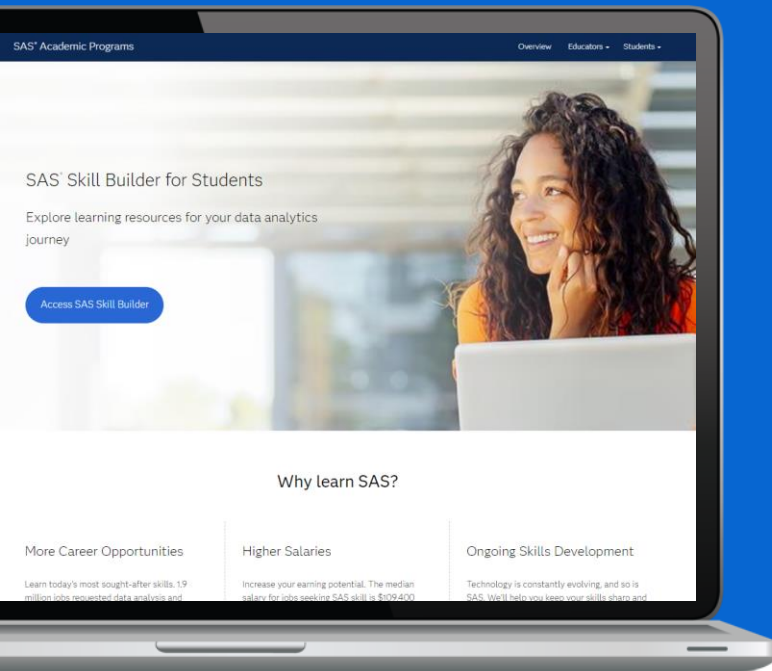 SAS® Academic Programs
Overview
Educators
Students
SAS® Skill Builder for Students
Explore learning resources for your data analytics
journey
Access SAS Skill Builder
Why learn SAS?
More Career Opportunities
Learn today's most sought-after skills. 1.9
million jobs requested data analysis and
Higher Salaries
Increase your earning potential. The median
salary for jobs seeking SAS skill is $109,400
Ongoing Skills Development
Technology is constantly evolving, and so is
SAS. We'll help you keep your skills sharp and